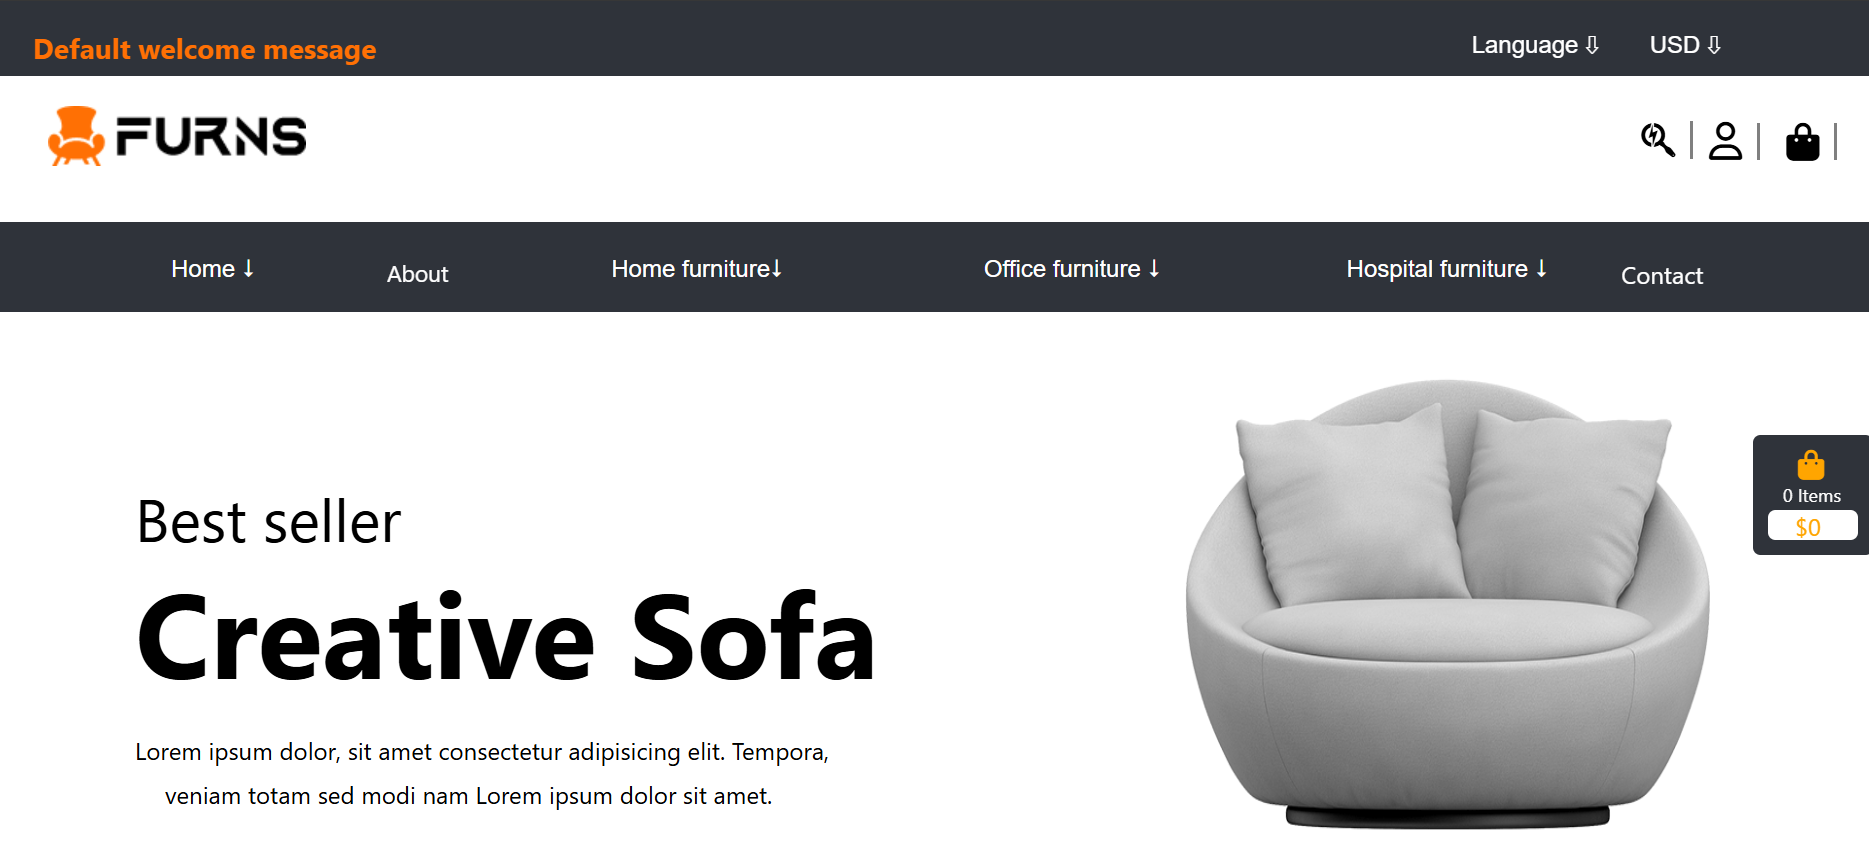 Default welcome message
Language ⇩ USD ⇩
FURNS
Home ↓ About Home furniture↓ Office furniture ↓ Hospital furniture ↓ Contact
Best seller
Creative Sofa
Lorem ipsum dolor, sit amet consectetur adipisicing elit. Tempora,
veniam totam sed modi nam Lorem ipsum dolor sit amet.
0 Items
$0